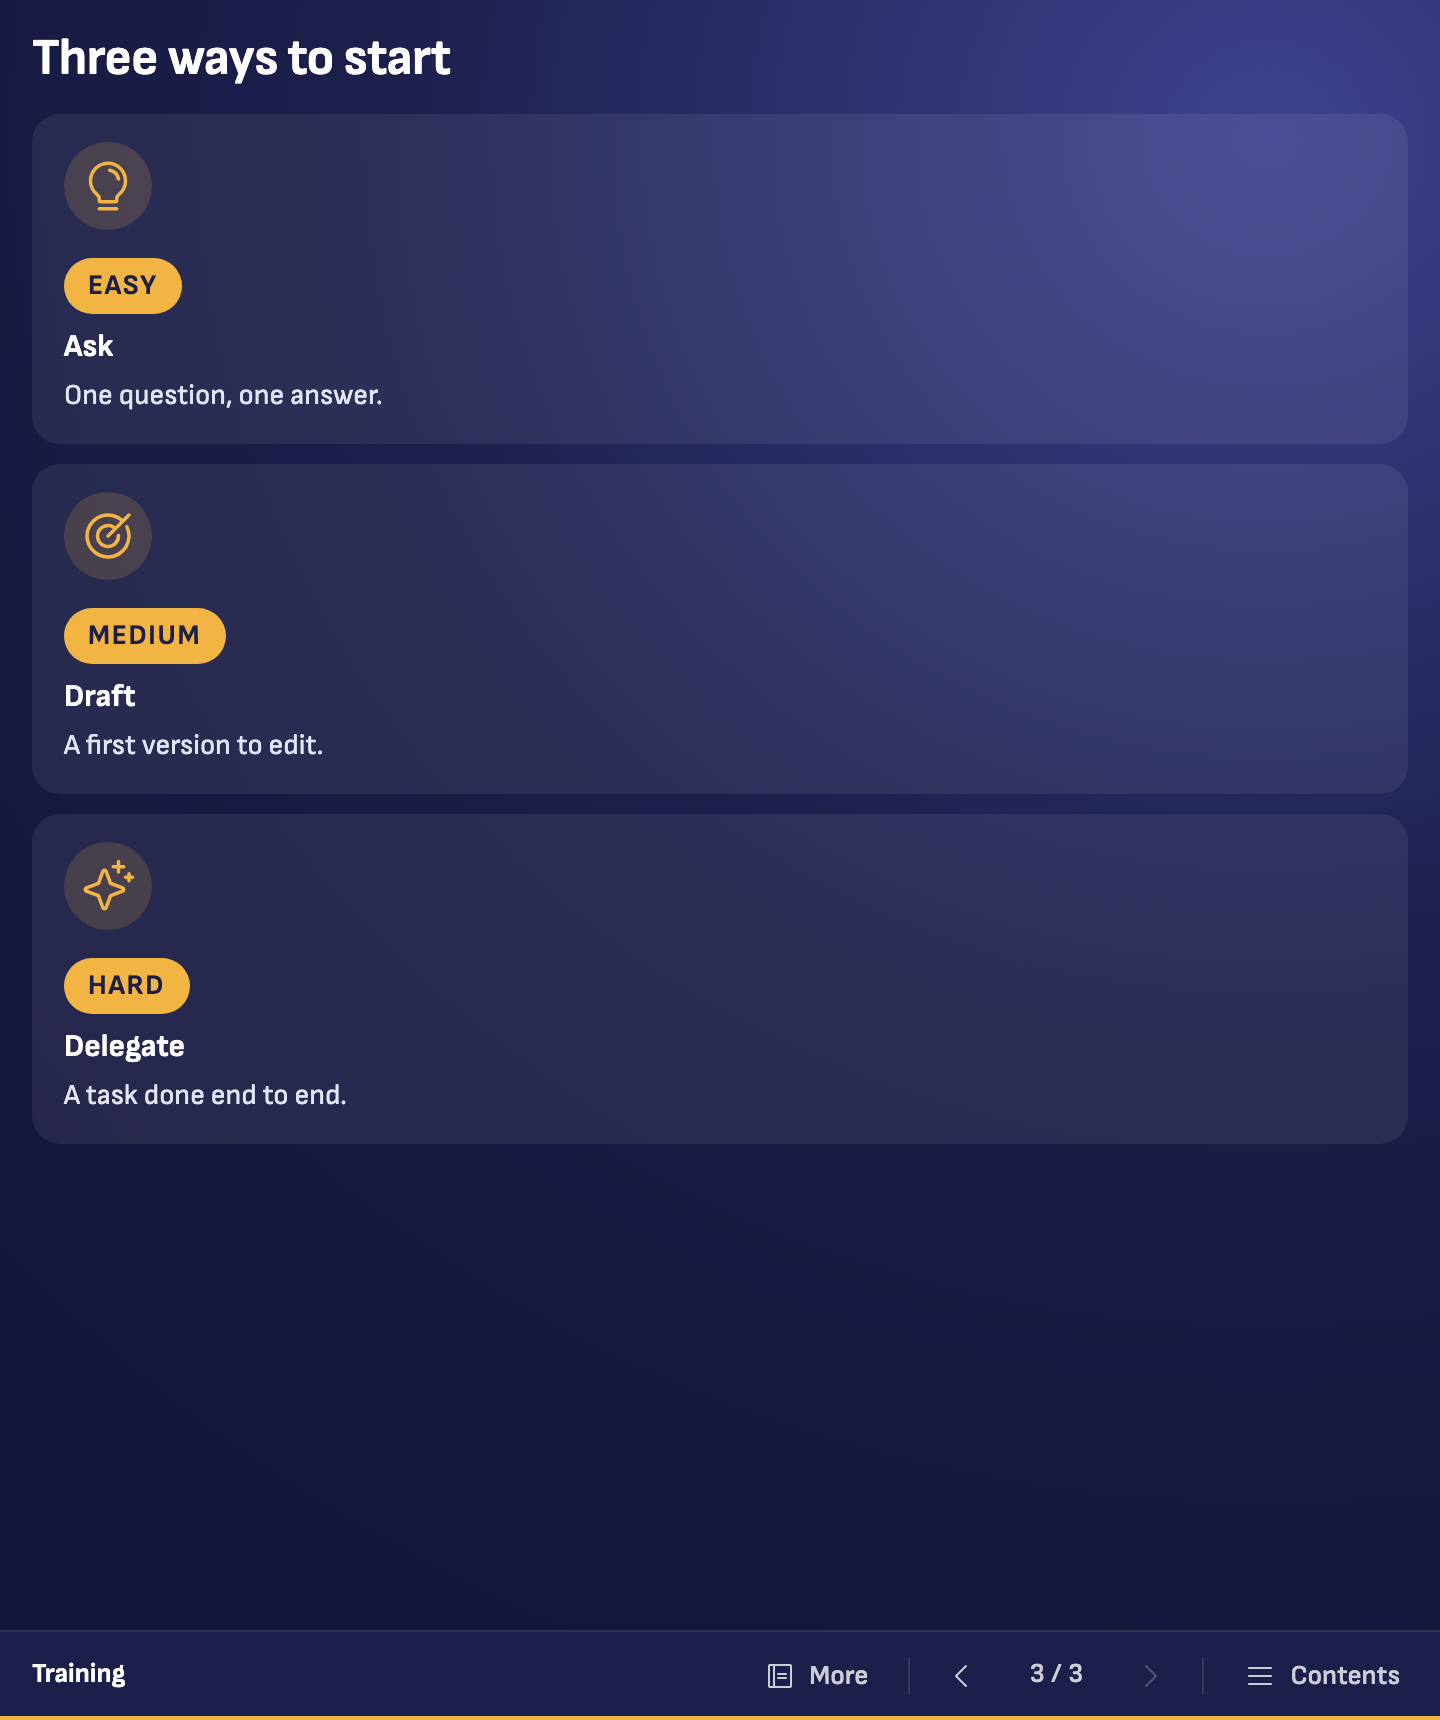 Three ways to start
EASY
Ask
One question, one answer.
MEDIUM
Draft
A first version to edit.
HARD
Delegate
A task done end to end.
Training
More
3 / 3
Contents